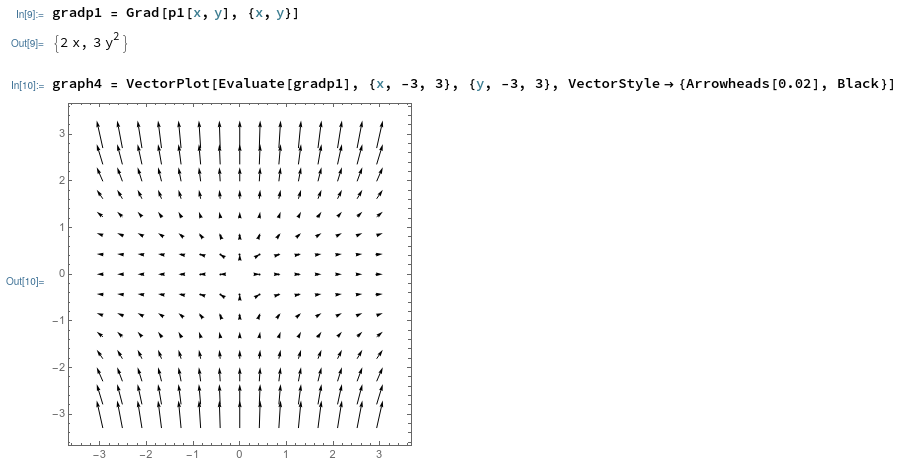 In[9]:= gradp1 = Grad[p1[x, y], {x, y}]
Out[9]= {2 x, 3 y²}
In[10]:= graph4 = VectorPlot[Evaluate[gradp1], {x, -3, 3}, {y, -3, 3}, VectorStyle → {Arrowheads[0.02], Black}]
3
2
1
Out[10]= 0
-1
-2
-3
-3 -2 -1 0 1 2 3